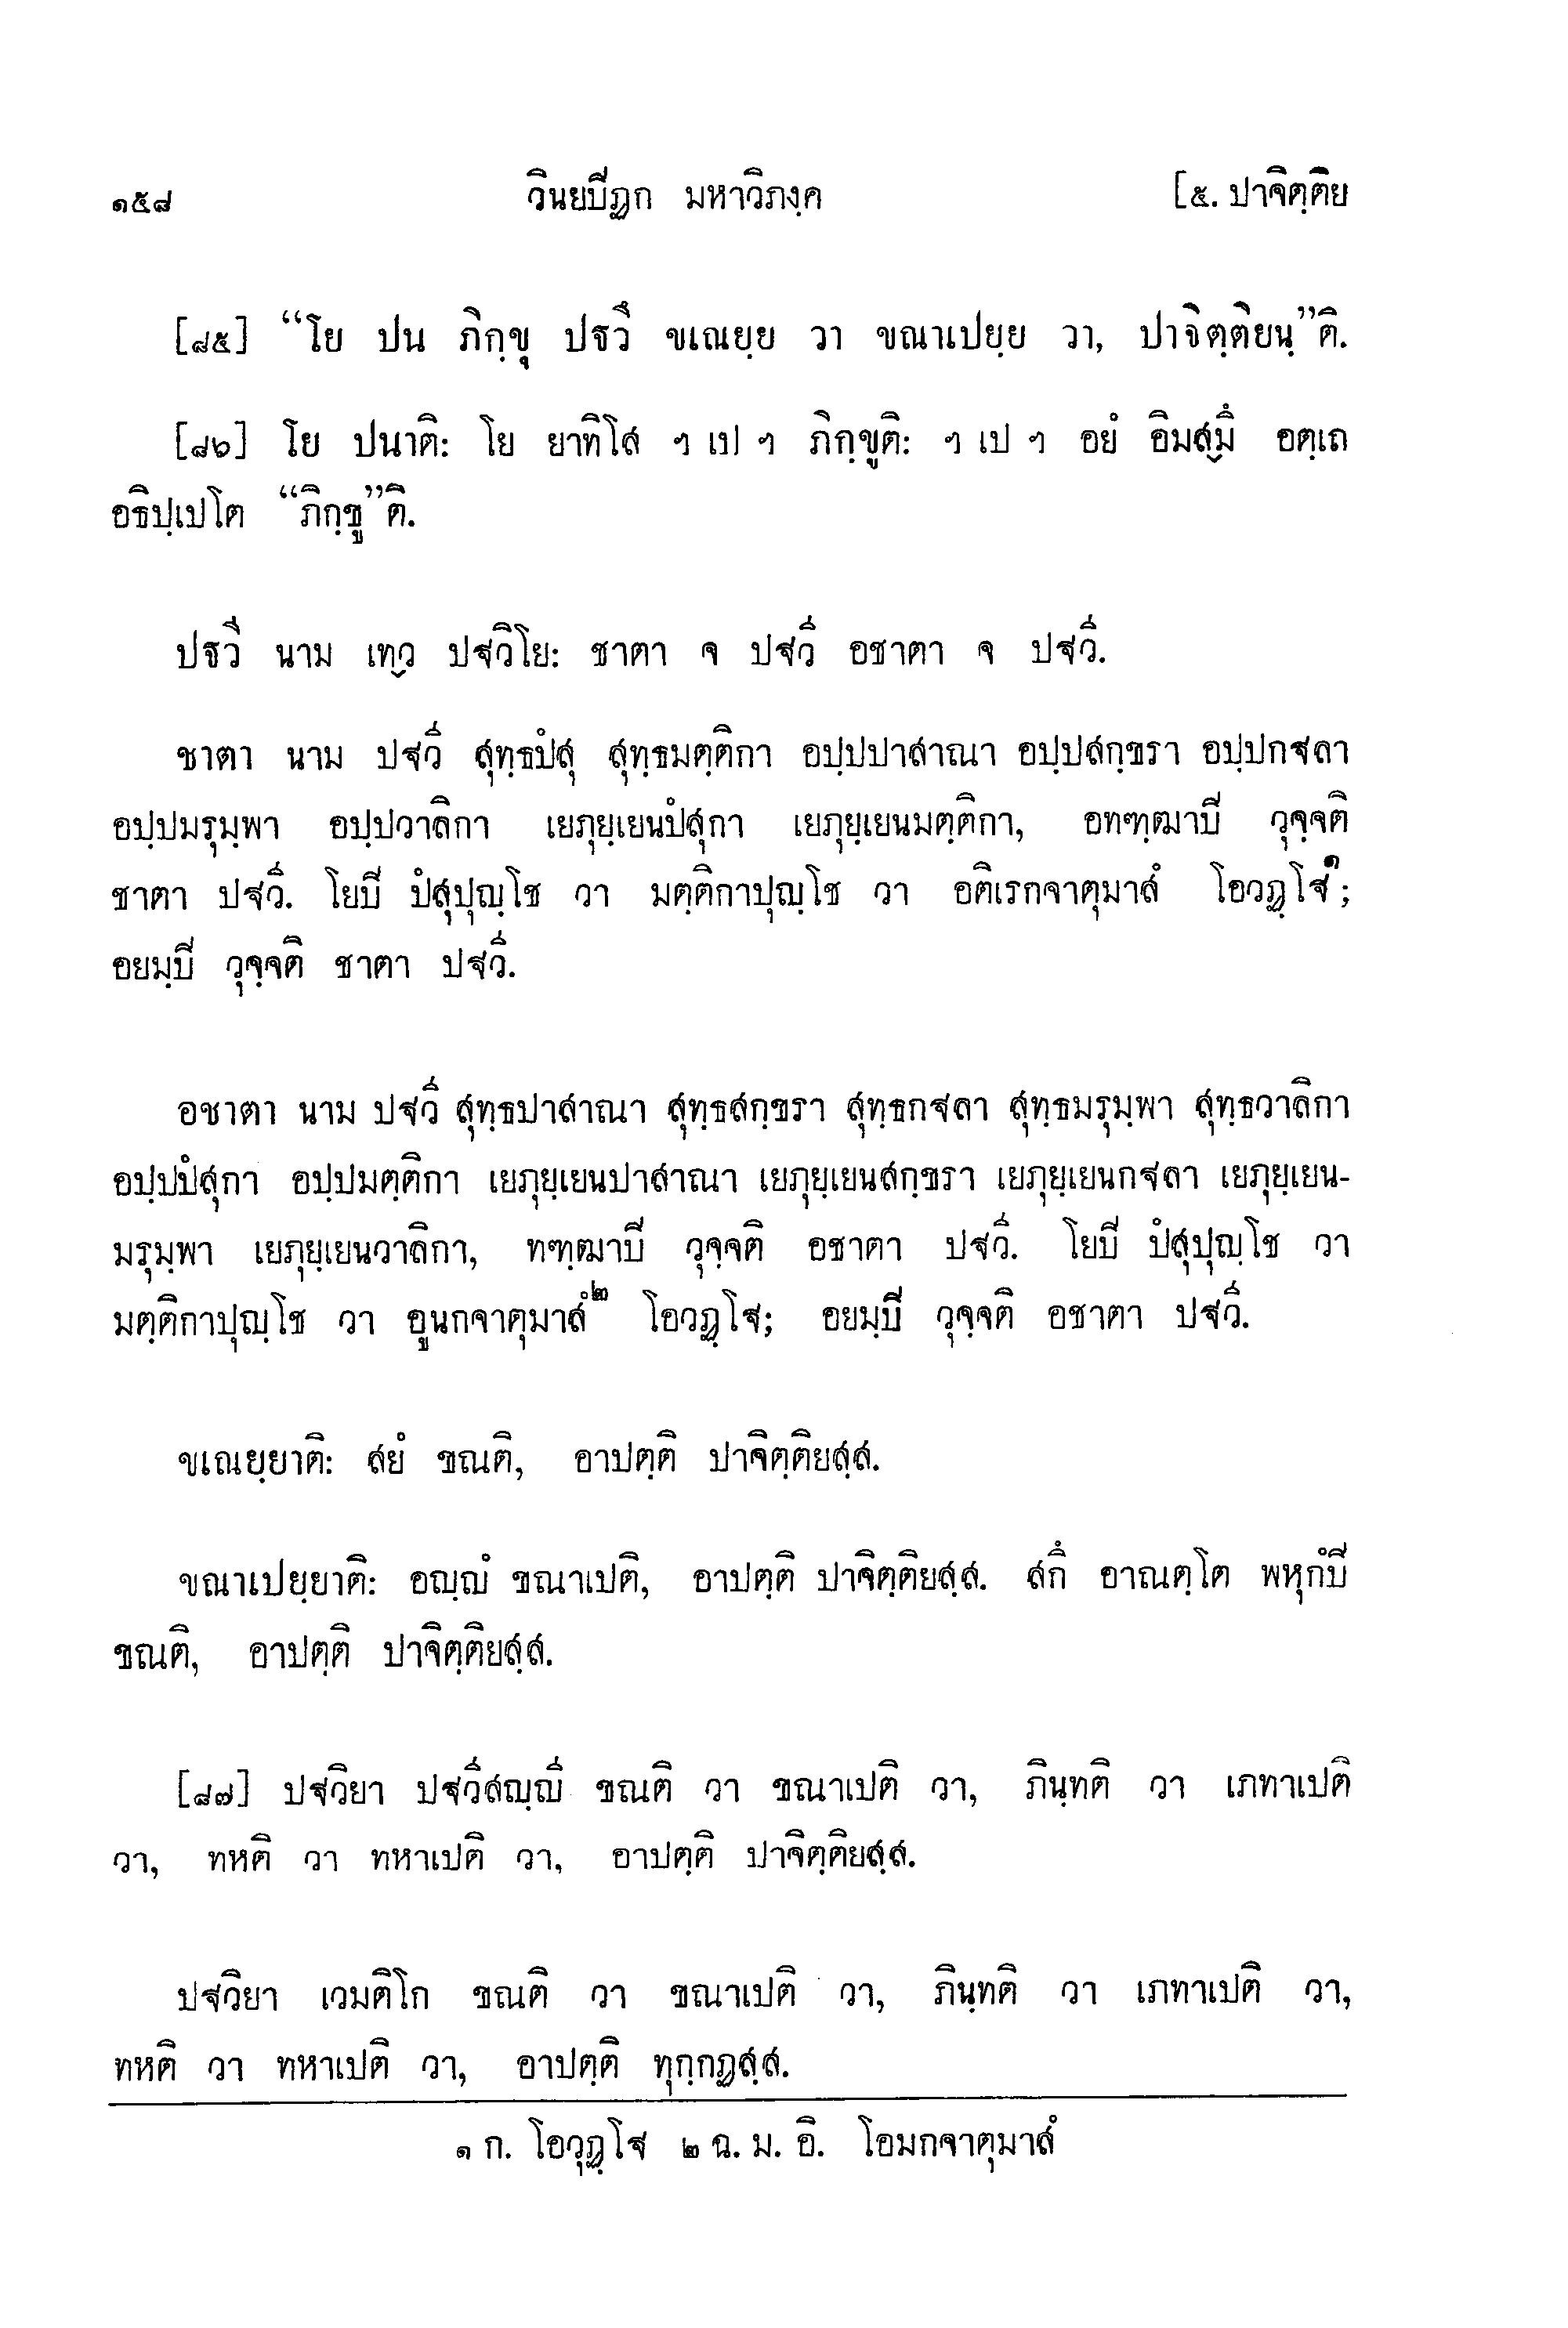 ๑๕๘ วินยปีฏก มหาวิภงฺค [๕. ปาจิตฺติย
[๘๕] “โย ปน ภิกฺขุ ปฐวึ ขเณยฺย วา ขณาเปยฺย วา, ปาจิตฺติยนฺ”ติ.
[๘๖] โย ปนาติ: โย ยาทิโส ฯ เป ฯ ภิกฺขูติ: ฯ เป ฯ อยํ อิมสฺมึ อตฺเถ
อธิปฺเปโต “ภิกฺขู”ติ.
ปฐวี นาม เทฺว ปฐวิโย: ชาตา จ ปฐวี อชาตา จ ปฐวี.
ชาตา นาม ปฐวี สุทฺธปํสุ สุทฺธมตฺติกา อปฺปปาสาณา อปฺปสกฺขรา อปฺปกฐลา
อปฺปมรุมฺพา อปฺปวาลิกา เยภุยฺเยนปํสุกา เยภุยฺเยนมตฺติกา, อทฑฺฒาปี วุจฺจติ
ชาตา ปฐวี. โยปี ปํสุปุญฺโช วา มตฺติกาปุญฺโช วา อติเรกจาตุมาสํ โอวฏฺโฐ๑;
อยมฺปี วุจฺจติ ชาตา ปฐวี.
อชาตา นาม ปฐวี สุทฺธปาสาณา สุทฺธสกฺขรา สุทฺธกฐลา สุทฺธมรุมฺพา สุทฺธวาลิกา
อปฺปปํสุกา อปฺปมตฺติกา เยภุยฺเยนปาสาณา เยภุยฺเยนสกฺขรา เยภุยฺเยนกฐลา เยภุยฺเยน-
มรุมฺพา เยภุยฺเยนวาลิกา, ทฑฺฒาปี วุจฺจติ อชาตา ปฐวี. โยปี ปํสุปุญฺโช วา
มตฺติกาปุญฺโช วา อูนกจาตุมาสํ๒ โอวฏฺโฐ; อยมฺปี วุจฺจติ อชาตา ปฐวี.
ขเณยฺยาติ: สยํ ขณติ, อาปตฺติ ปาจิตฺติยสฺส.
ขณาเปยฺยาติ: อญฺญํ ขณาเปติ, อาปตฺติ ปาจิตฺติยสฺส. สกึ อาณตฺโต พหุกํปี
ขณติ, อาปตฺติ ปาจิตฺติยสฺส.
[๘๗] ปฐวิยา ปฐวีสญฺญี ขณติ วา ขณาเปติ วา, ภินฺทติ วา เภทาเปติ
วา, ทหติ วา ทหาเปติ วา, อาปตฺติ ปาจิตฺติยสฺส.
ปฐวิยา เวมติโก ขณติ วา ขณาเปติ วา, ภินฺทติ วา เภทาเปติ วา,
ทหติ วา ทหาเปติ วา, อาปตฺติ ทุกฺกฏสฺส.
๑ ก. โอวุฏฺโฐ ๒ ฉ. ม. อิ. โอมกจาตุมาสํ